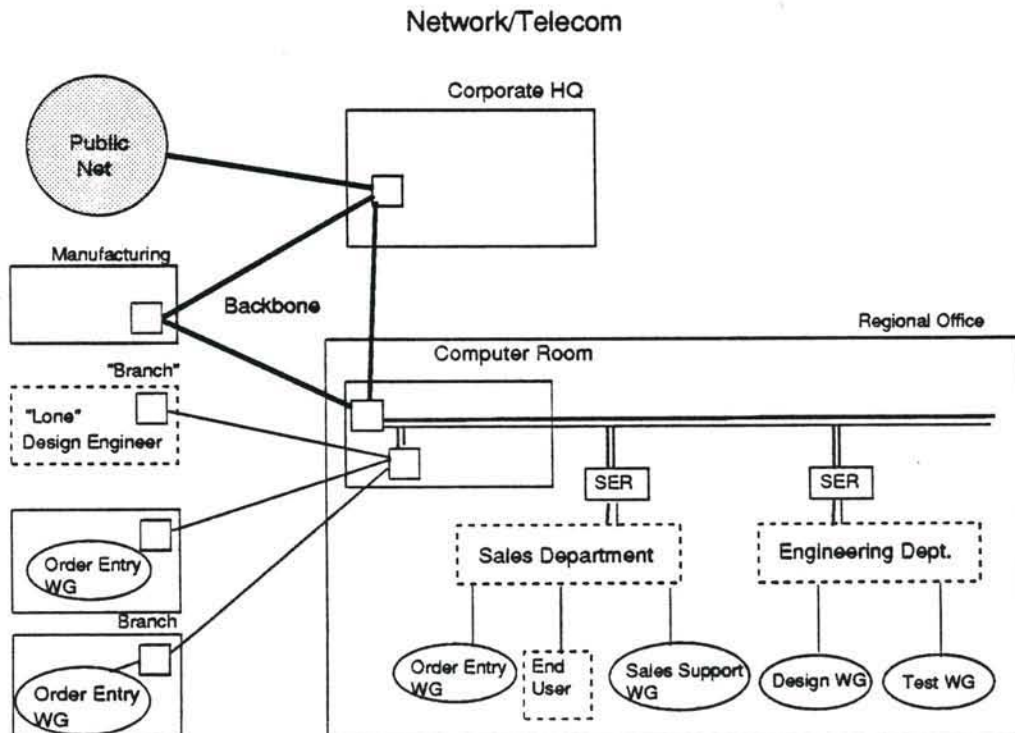 Network/Telecom
Corporate HQ
Public
Net
Manufacturing
Backbone
Regional Office
Computer Room
"Branch"
"Lone"
Design Engineer
SER
SER
Sales Department
Engineering Dept.
Order Entry
WG
Branch
Order Entry
WG
Order Entry
WG
End
User
Sales Support
WG
Design WG
Test WG